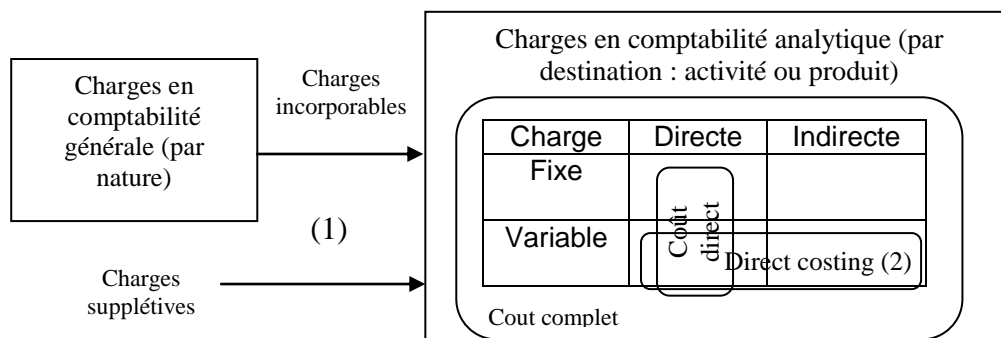 Charges en
comptabilité
générale (par
nature)
Charges
incorporables
(1)
Charges
supplétives
Charges en comptabilité analytique (par
destination : activité ou produit)
Charge Directe Indirecte
Fixe
Variable
Coût
direct
Direct costing (2)
Cout complet